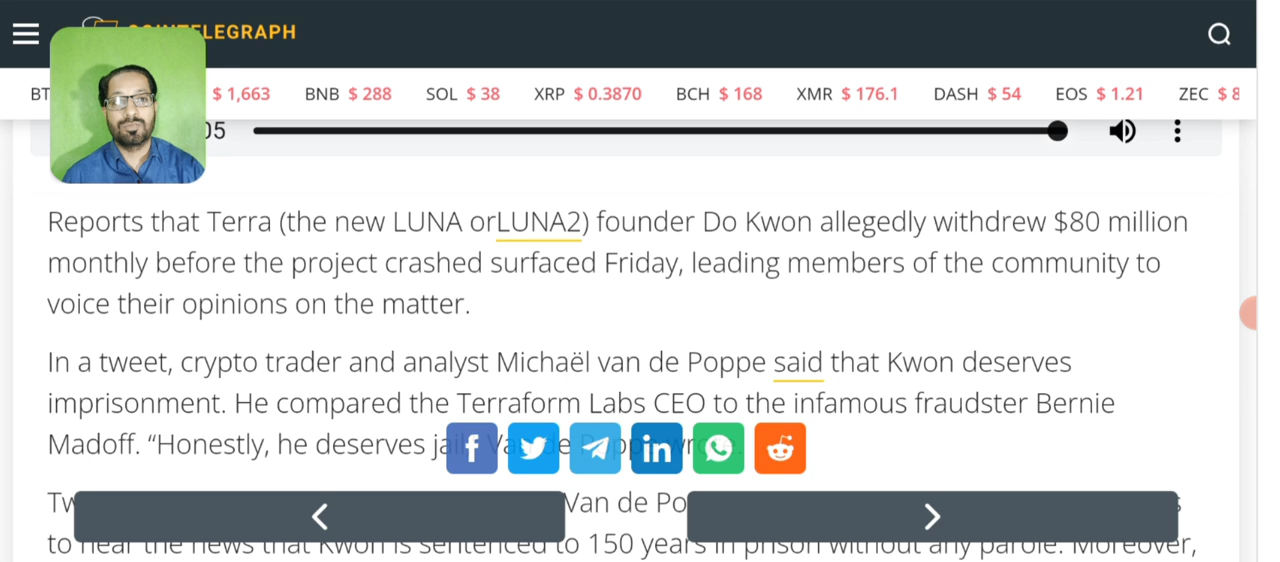 COINTELEGRAPH
BT $ 1,663 BNB $ 288 SOL $ 38 XRP $ 0.3870 BCH $ 168 XMR $ 176.1 DASH $ 54 EOS $ 1.21 ZEC $ 8
05
Reports that Terra (the new LUNA orLUNA2) founder Do Kwon allegedly withdrew $80 million
monthly before the project crashed surfaced Friday, leading members of the community to
voice their opinions on the matter.
In a tweet, crypto trader and analyst Michaël van de Poppe said that Kwon deserves
imprisonment. He compared the Terraform Labs CEO to the infamous fraudster Bernie
Madoff. “Honestly, he deserves jail, Van de Poppe wrote.
Van de Po
to hear the news that Kwon is sentenced to 150 years in prison without any parole. Moreover,